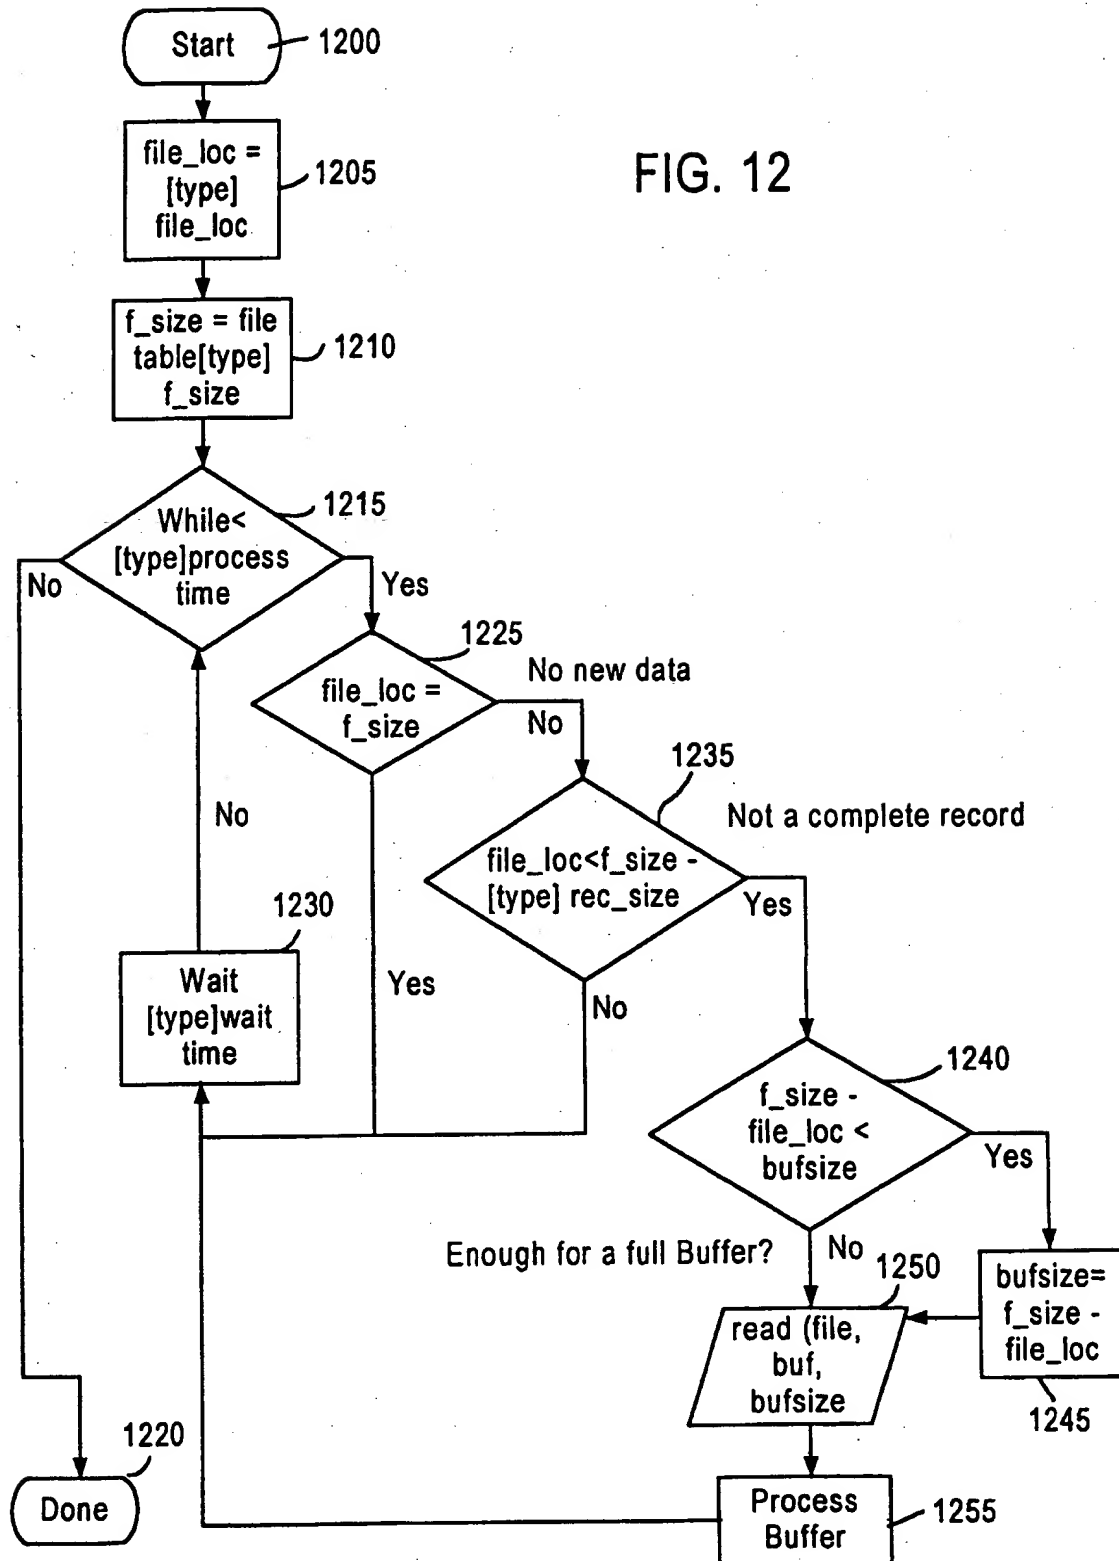 Start
1200
file_loc =
[type]
file_loc
1205
FIG. 12
f_size = file
table[type]
f_size
1210
While<
[type]process
time
1215
No
Yes
file_loc =
f_size
1225
No new data
No
Yes
file_loc<f_size -
[type] rec_size
1235
Not a complete record
Yes
No
No
1230
Wait
[type]wait
time
f_size -
file_loc <
bufsize
1240
Yes
No
Enough for a full Buffer?
bufsize=
f_size -
file_loc
1245
1250
read (file,
buf,
bufsize
Process
Buffer
1255
1220
Done